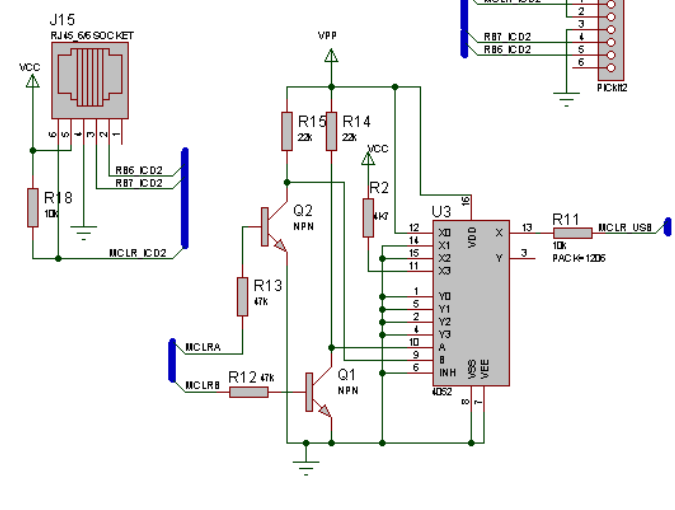 J15
RJ45_6/6 SOCKET
VCC
6
5
4
3
2
1
RB6_ICD2
RB7_ICD2
R18
10k
MCLR_ICD2
VPP
R15
22k
R14
22k
VCC
R2
4k7
Q2
NPN
R13
47k
MCLRA
MCLRB
R12 47k
Q1
NPN
U3
16
12 X0
14 X1
15 X2
11 X3
1 Y0
5 Y1
2 Y2
4 Y3
10 A
9 B
6 INH
VDD
X 13
Y 3
VSS
VEE
8
7
4052
R11
10k
PACK=1206
MCLR_USB
MCLR_ICD2
1
2
3
RB7_ICD2 4
RB6_ICD2 5
6
PICKit2